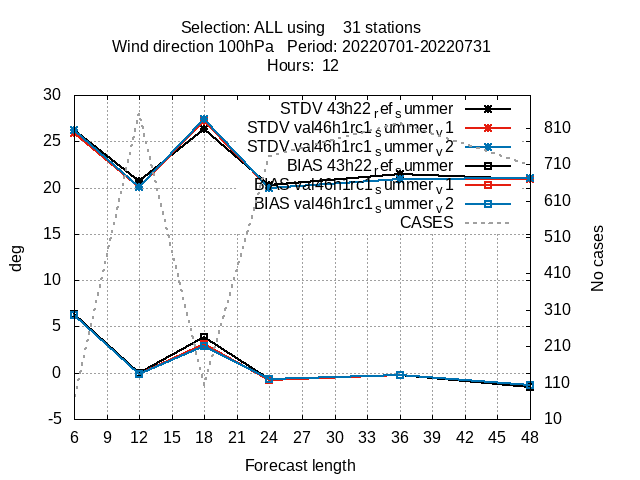 Selection: ALL using    31 stations
Wind direction 100hPa   Period: 20220701-20220731
Hours:  12
30
25
20
15
10
5
0
-5
deg
STDV 43h22_ref_summer
STDV val46h1rc1_summer_v1
STDV val46h1rc1_summer_v2
BIAS 43h22_ref_summer
BIAS val46h1rc1_summer_v1
BIAS val46h1rc1_summer_v2
CASES
810
710
610
510
410
310
210
110
10
No cases
6 9 12 15 18 21 24 27 30 33 36 39 42 45 48
Forecast length